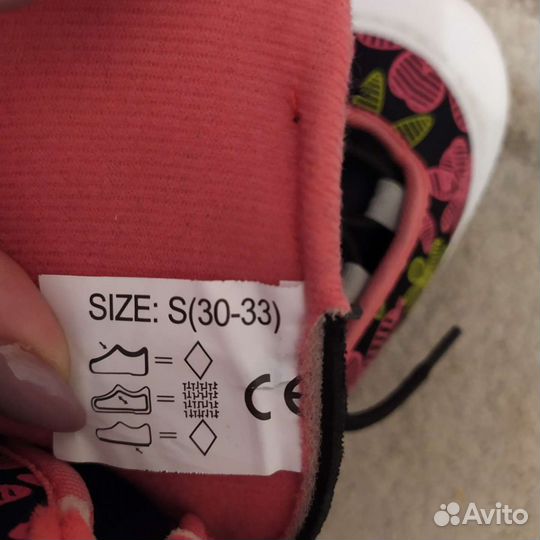 SIZE: S(30-33)
=
=
=
CE
Avito